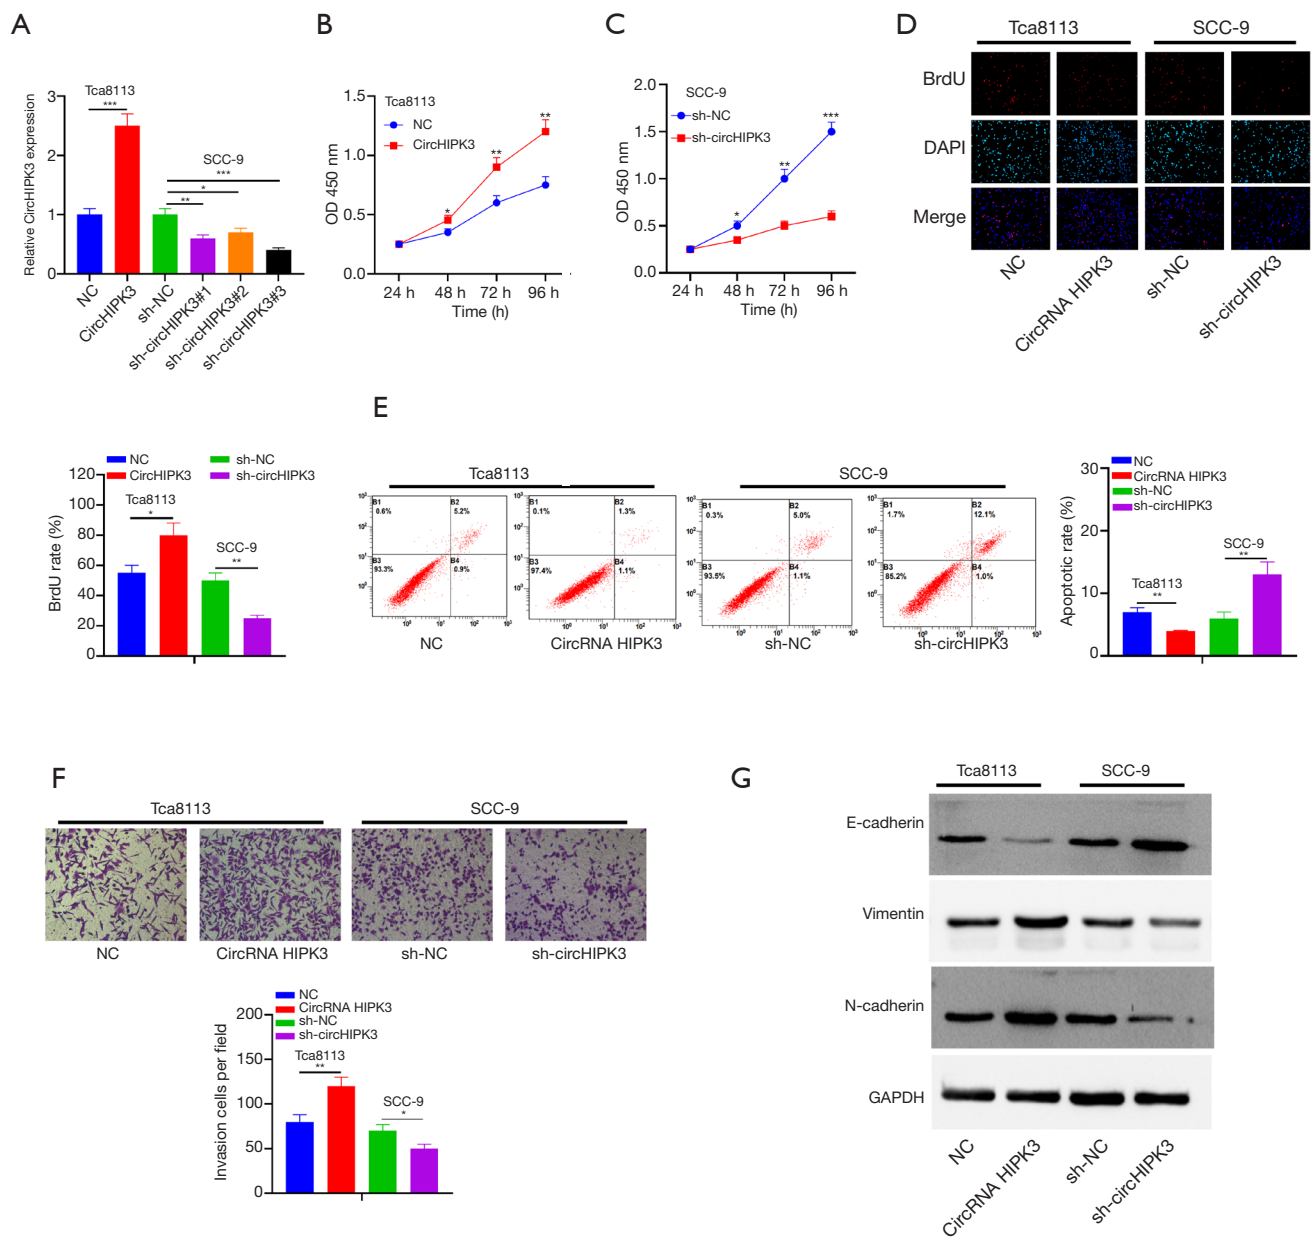 A
Relative CircHIPK3 expression
3
2
1
0
Tca8113
***
SCC-9
***
*
**
NC
CircHIPK3
sh-NC
sh-circHIPK3#1
sh-circHIPK3#2
sh-circHIPK3#3
B
OD 450 nm
1.5
1.0
0.5
0.0
Tca8113
NC
CircHIPK3
*
**
**
24 h 48 h 72 h 96 h
Time (h)
C
OD 450 nm
2.0
1.5
1.0
0.5
0.0
SCC-9
sh-NC
sh-circHIPK3
*
**
***
24 h 48 h 72 h 96 h
Time (h)
D
Tca8113 SCC-9
BrdU
DAPI
Merge
NC
CircRNA HIPK3
sh-NC
sh-circHIPK3
NC sh-NC
CircHIPK3 sh-circHIPK3
BrdU rate (%)
120
100
80
60
40
20
0
Tca8113
*
SCC-9
**
E
Tca8113 SCC-9
B1 0.6%
B2 5.2%
B3 93.3%
B4 0.9%
NC
B1 0.1%
B2 1.3%
B3 97.4%
B4 1.1%
CircRNA HIPK3
B1 0.3%
B2 5.0%
B3 93.5%
B4 1.1%
sh-NC
B1 1.7%
B2 12.1%
B3 85.2%
B4 1.0%
sh-circHIPK3
NC
CircRNA HIPK3
sh-NC
sh-circHIPK3
Apoptotic rate (%)
30
20
10
0
Tca8113
**
SCC-9
**
F
Tca8113 SCC-9
NC CircRNA HIPK3 sh-NC sh-circHIPK3
NC
CircRNA HIPK3
sh-NC
sh-circHIPK3
Invasion cells per field
200
150
100
50
0
Tca8113
**
SCC-9
*
G
Tca8113 SCC-9
E-cadherin
Vimentin
N-cadherin
GAPDH
NC
CircRNA HIPK3
sh-NC
sh-circHIPK3